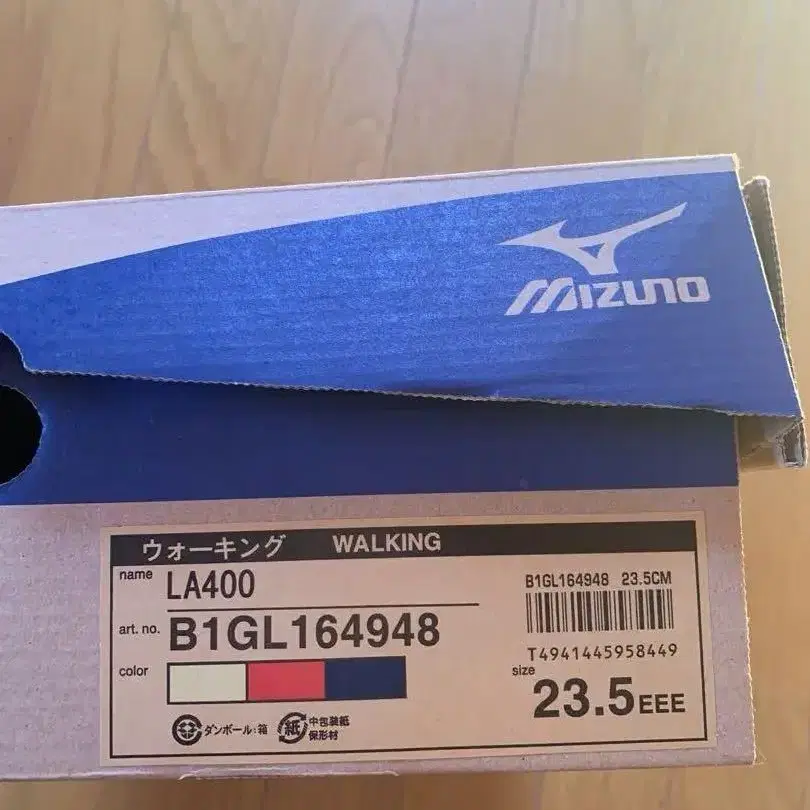 MIZUNO
ウォーキング WALKING
name LA400
art. no. B1GL164948
color
B1GL164948 23.5CM
T4941445958449
size 23.5EEE
ダンボール:箱
紙
中包装紙
保形材